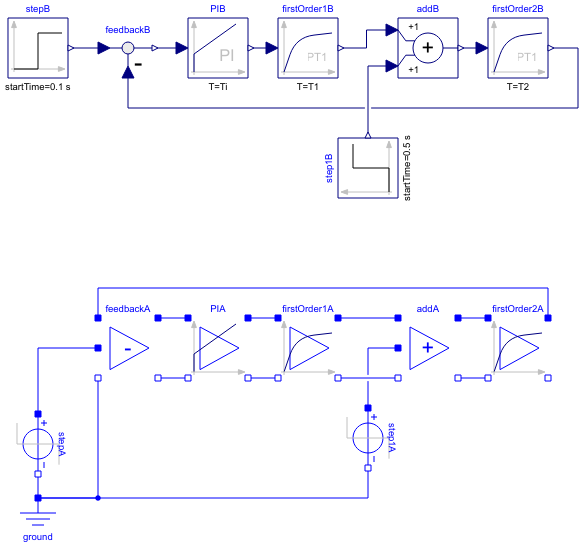 stepB
feedbackB
PIB
firstOrder1B
addB
firstOrder2B
+1
PI
PT1
+
PT1
-
+1
startTime=0.1 s
T=Ti
T=T1
T=T2
step1B
startTime=0.5 s
feedbackA
PIA
firstOrder1A
addA
firstOrder2A
-
+
+
stepA
+
step1A
ground